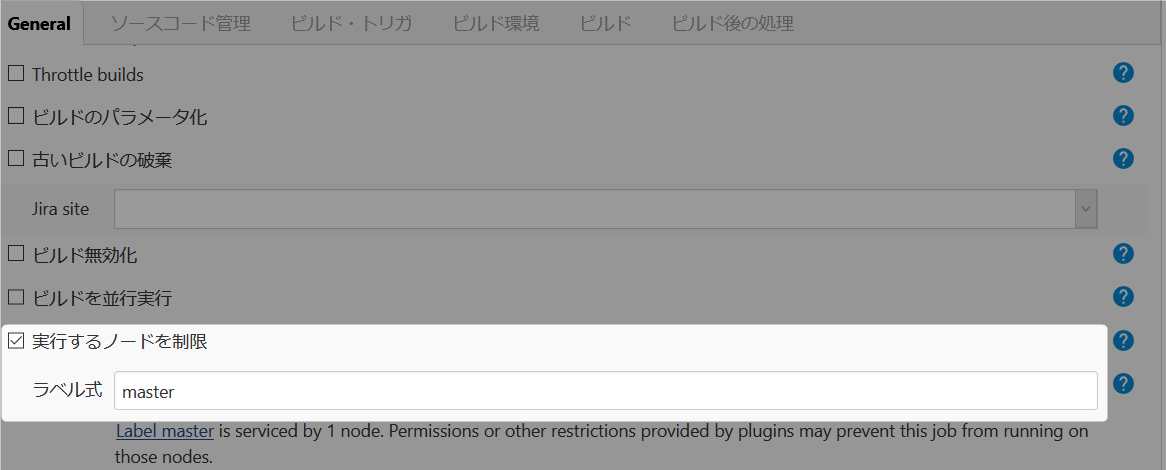 General ソースコード管理 ビルド・トリガ ビルド環境 ビルド ビルド後の処理
Throttle builds
ビルドのパラメータ化
古いビルドの破棄
Jira site
ビルド無効化
ビルドを並行実行
実行するノードを制限
ラベル式 master
Label master is serviced by 1 node. Permissions or other restrictions provided by plugins may prevent this job from running on
those nodes.